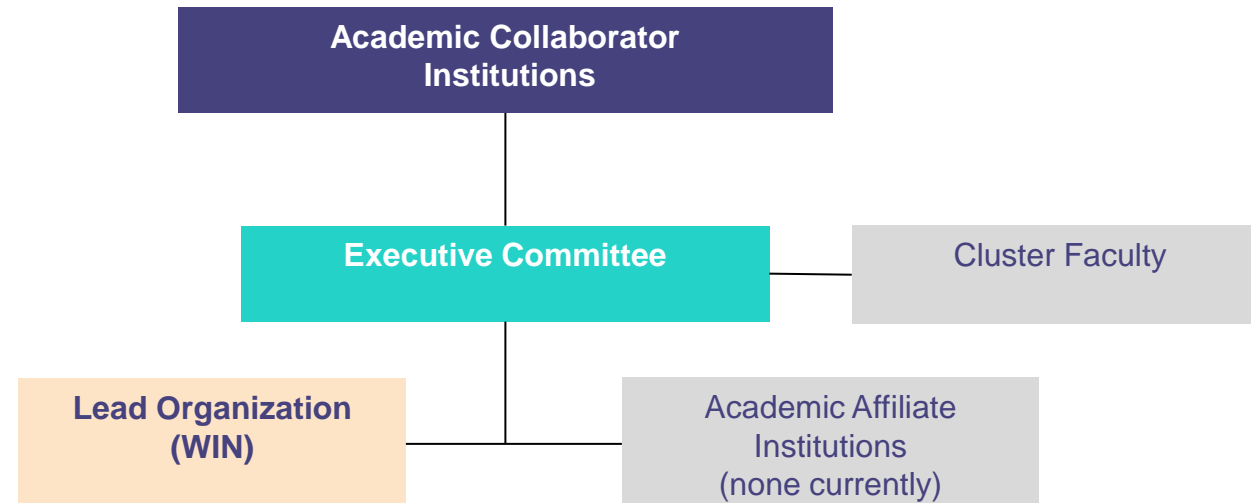 Academic Collaborator
Institutions
Executive Committee
Cluster Faculty
Lead Organization
(WIN)
Academic Affiliate
Institutions
(none currently)